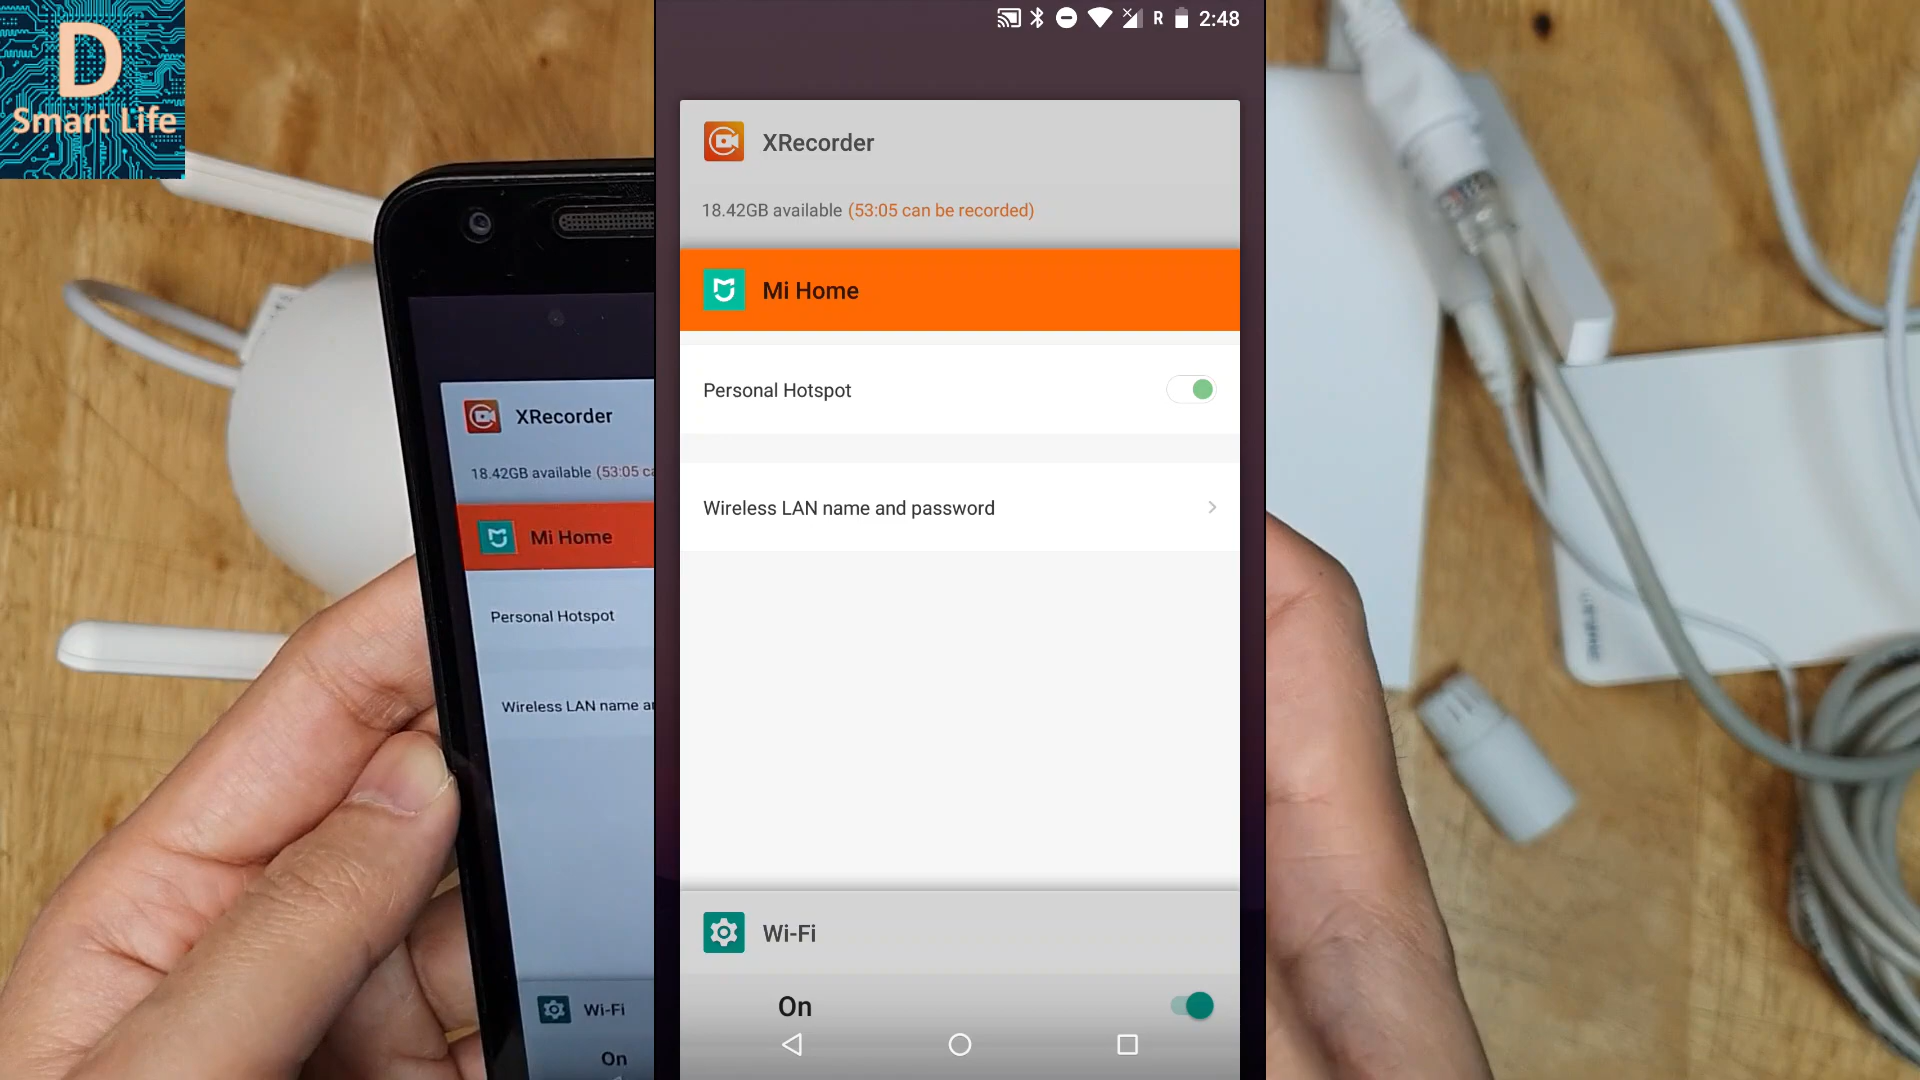 D
Smart Life
R 2:48
XRecorder
18.42GB available (53:05 can be recorded)
Mi Home
Personal Hotspot
Wireless LAN name and password
Wi-Fi
On
XRecorder
18.42GB available (53:05 ca
Mi Home
Personal Hotspot
Wireless LAN name a
Wi-Fi
On